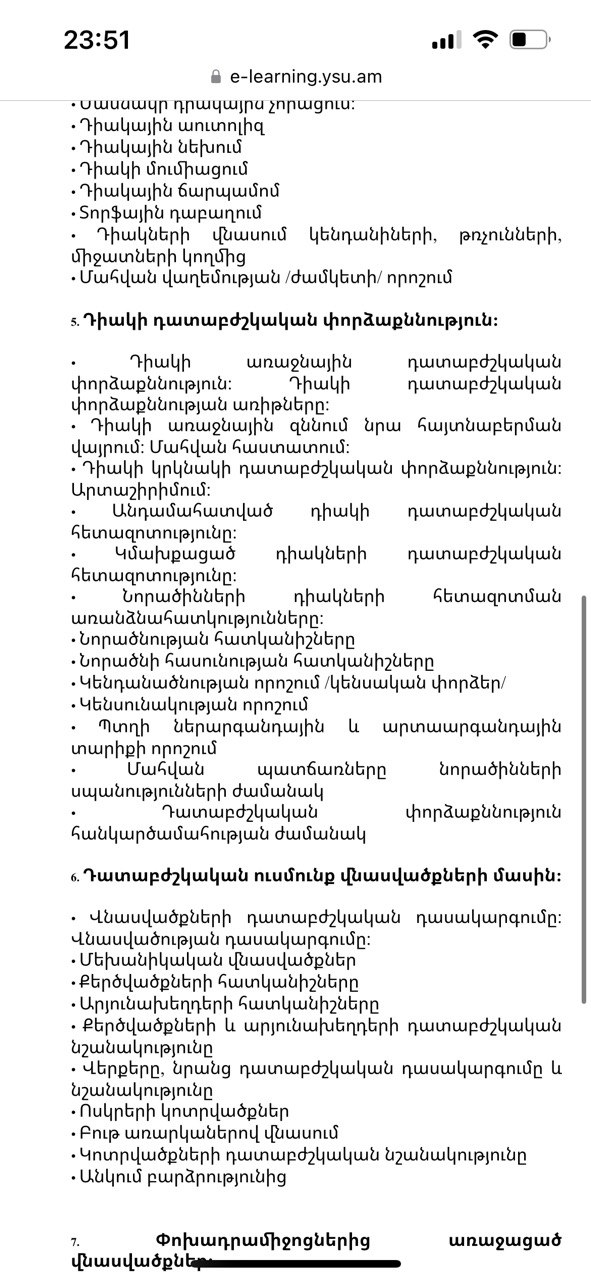 23:51
e-learning.ysu.am
• Մասնակի դիակային չորացում:
• Դիակային աուտոլիզ
• Դիակային նեխում
• Դիակի մումիացում
• Դիակային ճարպամոմ
• Տորֆային դաբաղում
• Դիակների վնասում կենդանիների, թռչունների,
միջատների կողմից
• Մահվան վաղեմության /ժամկետի/ որոշում
5. Դիակի դատաբժշկական փորձաքննություն:
• Դիակի առաջնային դատաբժշկական
փորձաքննություն: Դիակի դատաբժշկական
փորձաքննության առիթները:
• Դիակի առաջնային զննում նրա հայտնաբերման
վայրում: Մահվան հաստատում:
• Դիակի կրկնակի դատաբժշկական փորձաքննություն:
Արտաշիրիմում:
• Անդամահատված դիակի դատաբժշկական
հետազոտությունը:
• Կմախքացած դիակների դատաբժշկական
հետազոտությունը:
• Նորածինների դիակների հետազոտման
առանձնահատկությունները:
• Նորածնության հատկանիշները
• Նորածնի հասունության հատկանիշները
• Կենդանածնության որոշում /կենսական փորձեր/
• Կենսունակության որոշում
• Պտղի ներարգանդային և արտաարգանդային
տարիքի որոշում
• Մահվան պատճառները նորածինների
սպանությունների ժամանակ
• Դատաբժշկական փորձաքննություն
հանկարծամահության ժամանակ
6. Դատաբժշկական ուսմունք վնասվածքների մասին:
• Վնասվածքների դատաբժշկական դասակարգումը:
Վնասվածության դասակարգումը:
• Մեխանիկական վնասվածքներ
• Քերծվածքների հատկանիշները
• Արյունախեղդերի հատկանիշները
• Քերծվածքների և արյունախեղդերի դատաբժշկական
նշանակությունը
• Վերքերը, նրանց դատաբժշկական դասակարգումը և
նշանակությունը
• Ոսկրերի կոտրվածքներ
• Բութ առարկաներով վնասում
• Կոտրվածքների դատաբժշկական նշանակությունը
• Անկում բարձրությունից
7. Փոխադրամիջոցներից առաջացած
վնասվածքներ: